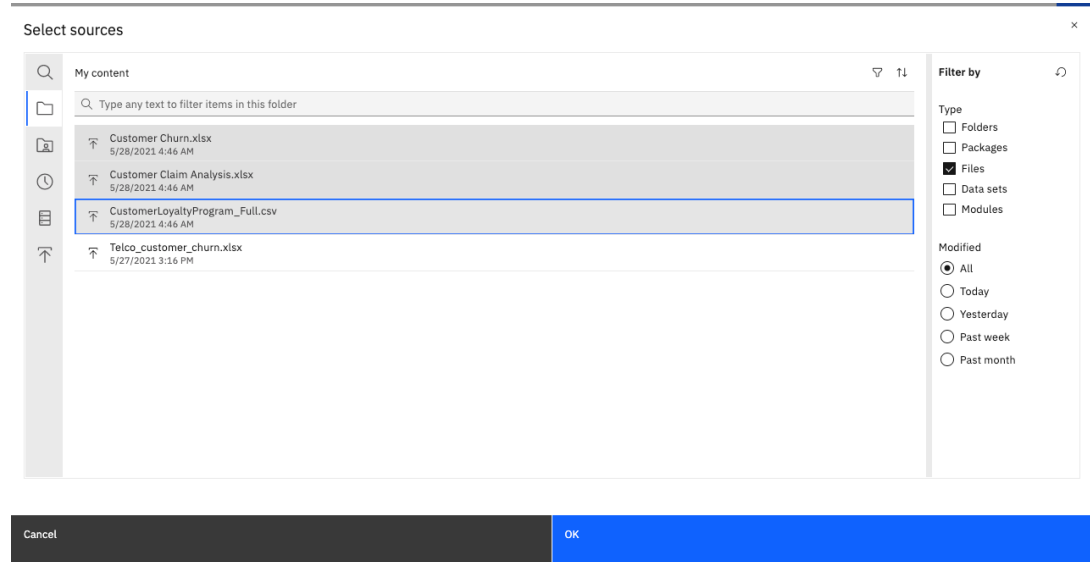 Select sources
My content
Type any text to filter items in this folder
Customer Churn.xlsx
5/28/2021 4:46 AM
Customer Claim Analysis.xlsx
5/28/2021 4:46 AM
CustomerLoyaltyProgram_Full.csv
5/28/2021 4:46 AM
Telco_customer_churn.xlsx
5/27/2021 3:16 PM
Filter by
Type
Folders
Packages
Files
Data sets
Modules
Modified
All
Today
Yesterday
Past week
Past month
Cancel
OK